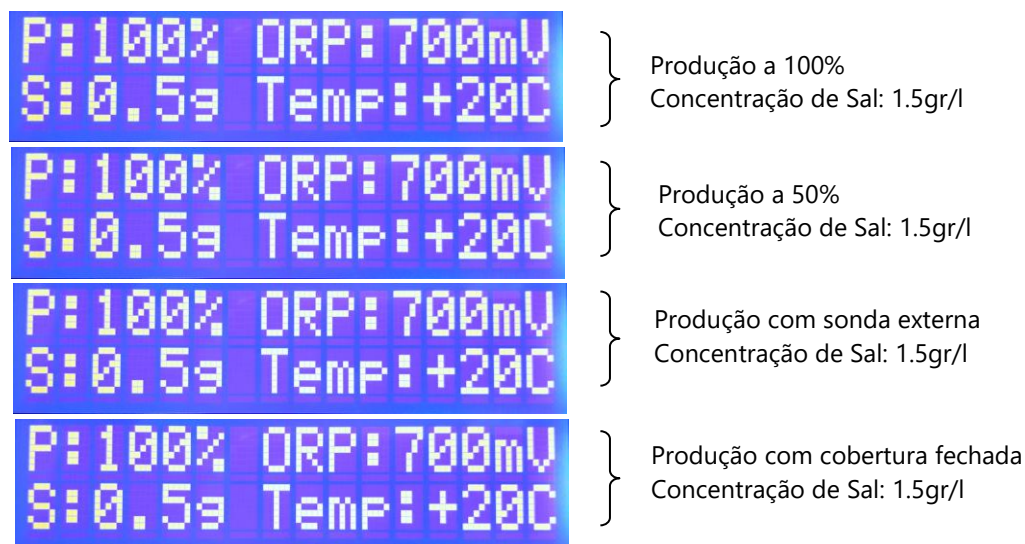 P:100% ORP:700mV
S:0.5g Temp:+20C
Produção a 100%
Concentração de Sal: 1.5gr/l
P:100% ORP:700mV
S:0.5g Temp:+20C
Produção a 50%
Concentração de Sal: 1.5gr/l
P:100% ORP:700mV
S:0.5g Temp:+20C
Produção com sonda externa
Concentração de Sal: 1.5gr/l
P:100% ORP:700mV
S:0.5g Temp:+20C
Produção com cobertura fechada
Concentração de Sal: 1.5gr/l